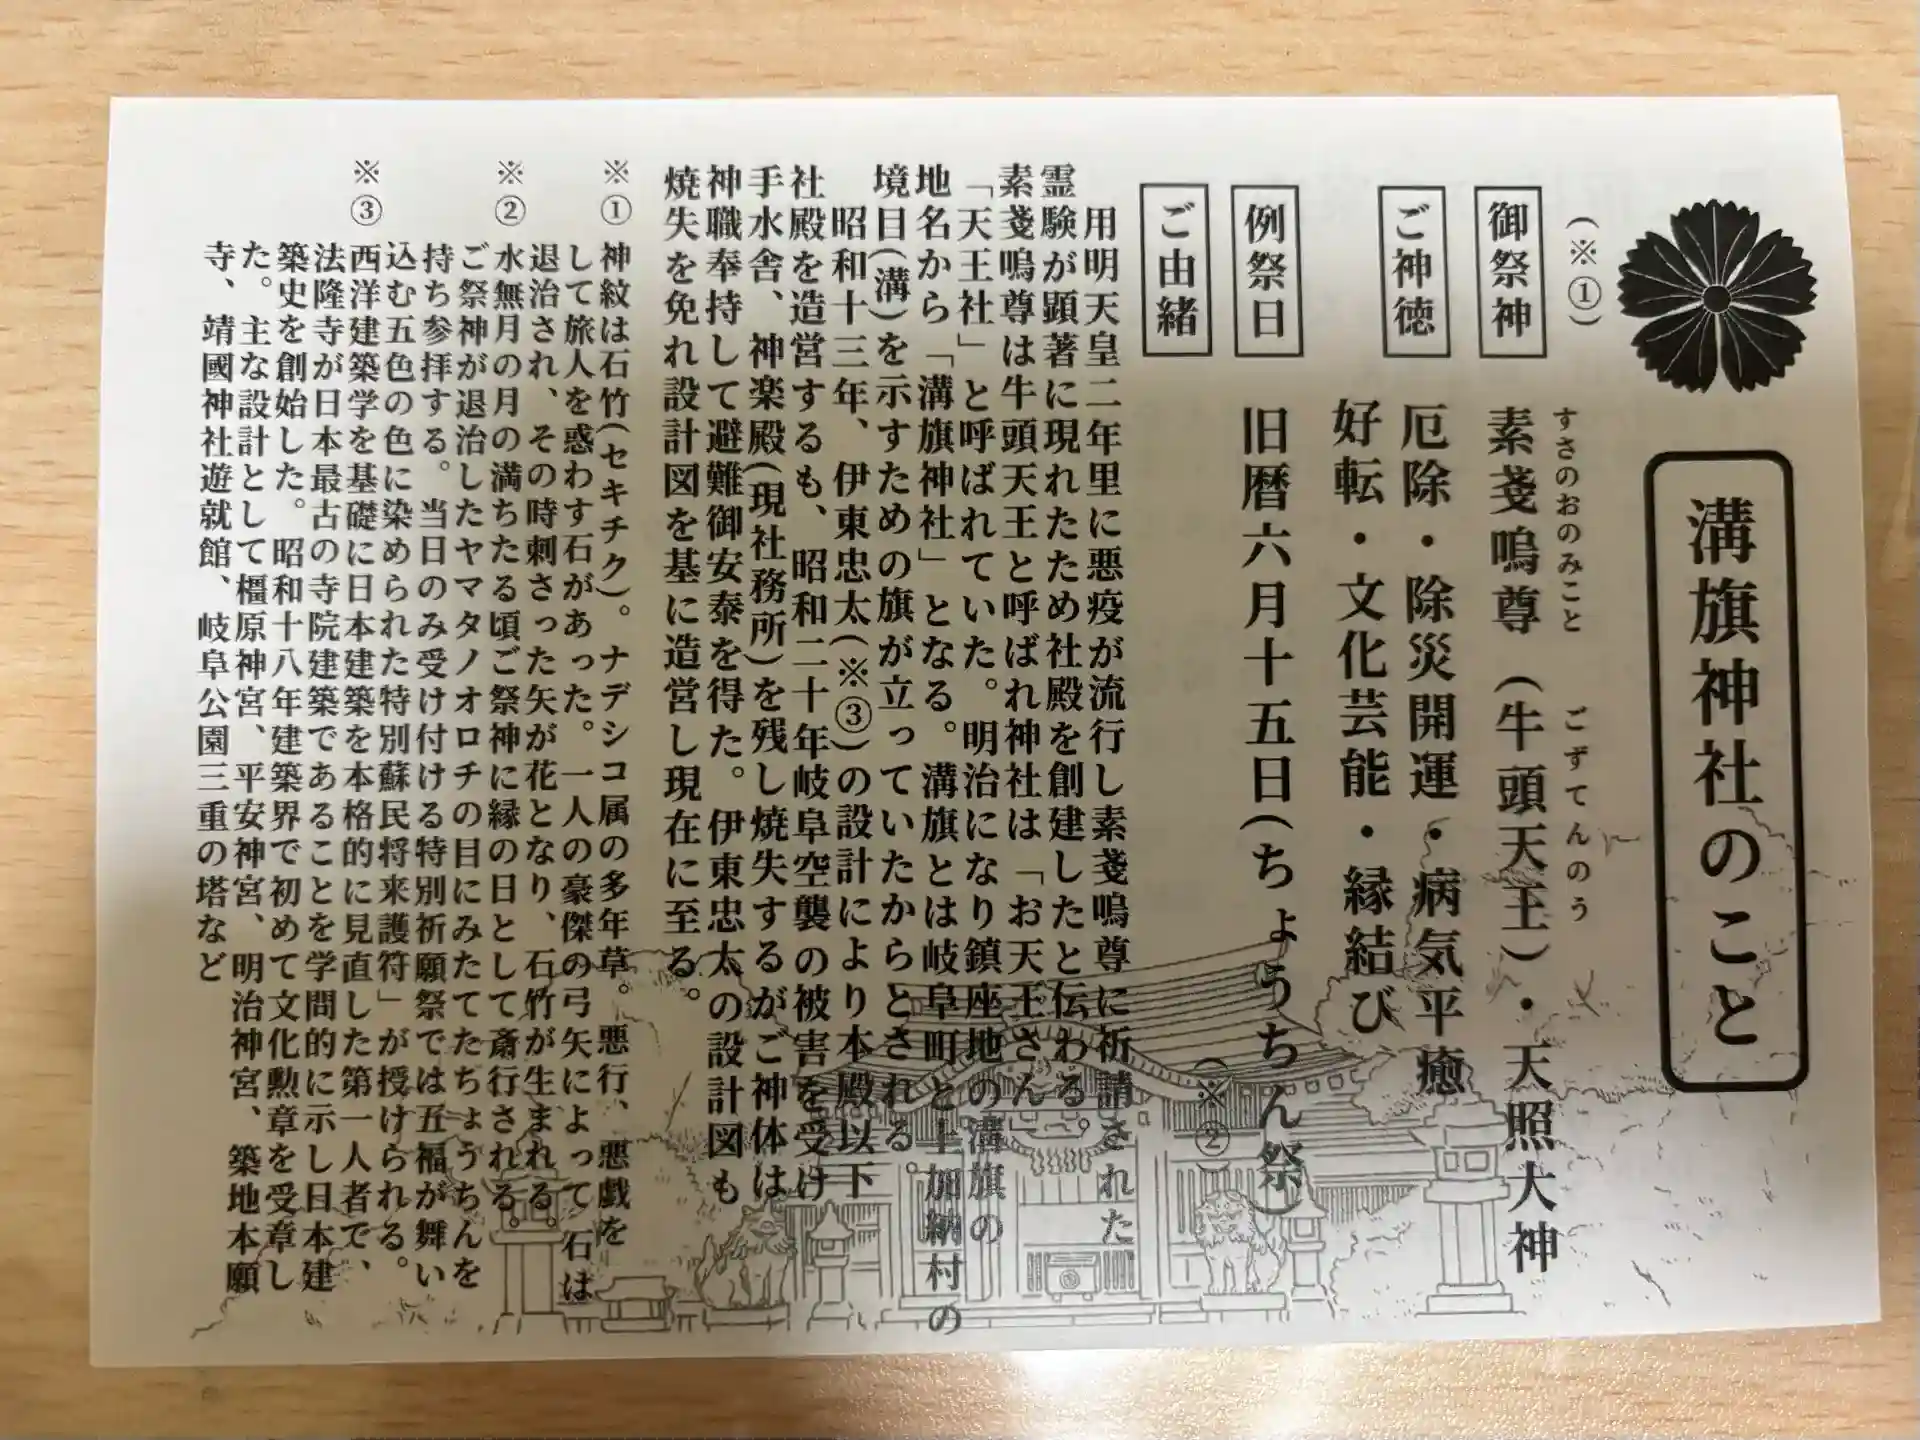 溝旗神社のこと
(※①)
御祭神
すさのおのみこと
ごずてんのう
素戔嗚尊(牛頭天王)・天照大神
ご神徳
厄除・除災開運・病気平癒
好転・文化芸能・縁結び
例祭日
旧暦六月十五日(ちょうちん祭)
(※②)
ご由緒
用明天皇二年里に悪疫が流行し素戔嗚尊に祈請された
霊験が顕著に現れたため社殿を創建したと伝わる。
素戔嗚尊は牛頭天王と呼ばれ神社は「お天王さん」
「天王社」と呼ばれていた。明治になり鎮座地の溝旗の
地名から「溝旗神社」となる。溝旗とは岐阜町と上加納村の
境目(溝)を示すための旗が立っていたからとされる。
昭和十三年、伊東忠太(※③)の設計により本殿以下
社殿を造営するも、昭和二十年岐阜空襲の被害を受け
手水舎、神楽殿(現社務所)を残し焼失するがご神体は
神職奉持して避難御安泰を得た。伊東忠太の設計図も
焼失を免れ設計図を基に造営し現在に至る。
※① 神紋は石竹(セキチク)。ナデシコ属の多年草。悪行、悪戯を
して旅人を惑わす石があった。一人の豪傑の弓矢によって石は
退治され、その時刺さった矢が花となり、石竹が生まれる。
※② 水無月の月の満ちたる頃ご祭神に縁の日として斎行される。
ご祭神が退治したヤマタノオロチの目にみたてたちょうちんを
持ち参拝する。当日のみ受け付ける特別祈願祭では五福が舞い
込む五色の色に染められた特別蘇民将来護符」が授けられる。
※③ 西洋建築学を基礎に日本建築を本格的に見直した第一人者で、
法隆寺が日本最古の寺院建築であることを学問的に示し日本建
築史を創始した。昭和十八年建築界で初めて文化勲章を受章し
た。主な設計として橿原神宮、平安神宮、明治神宮、築地本願
寺、靖國神社遊就館、岐阜公園三重の塔など